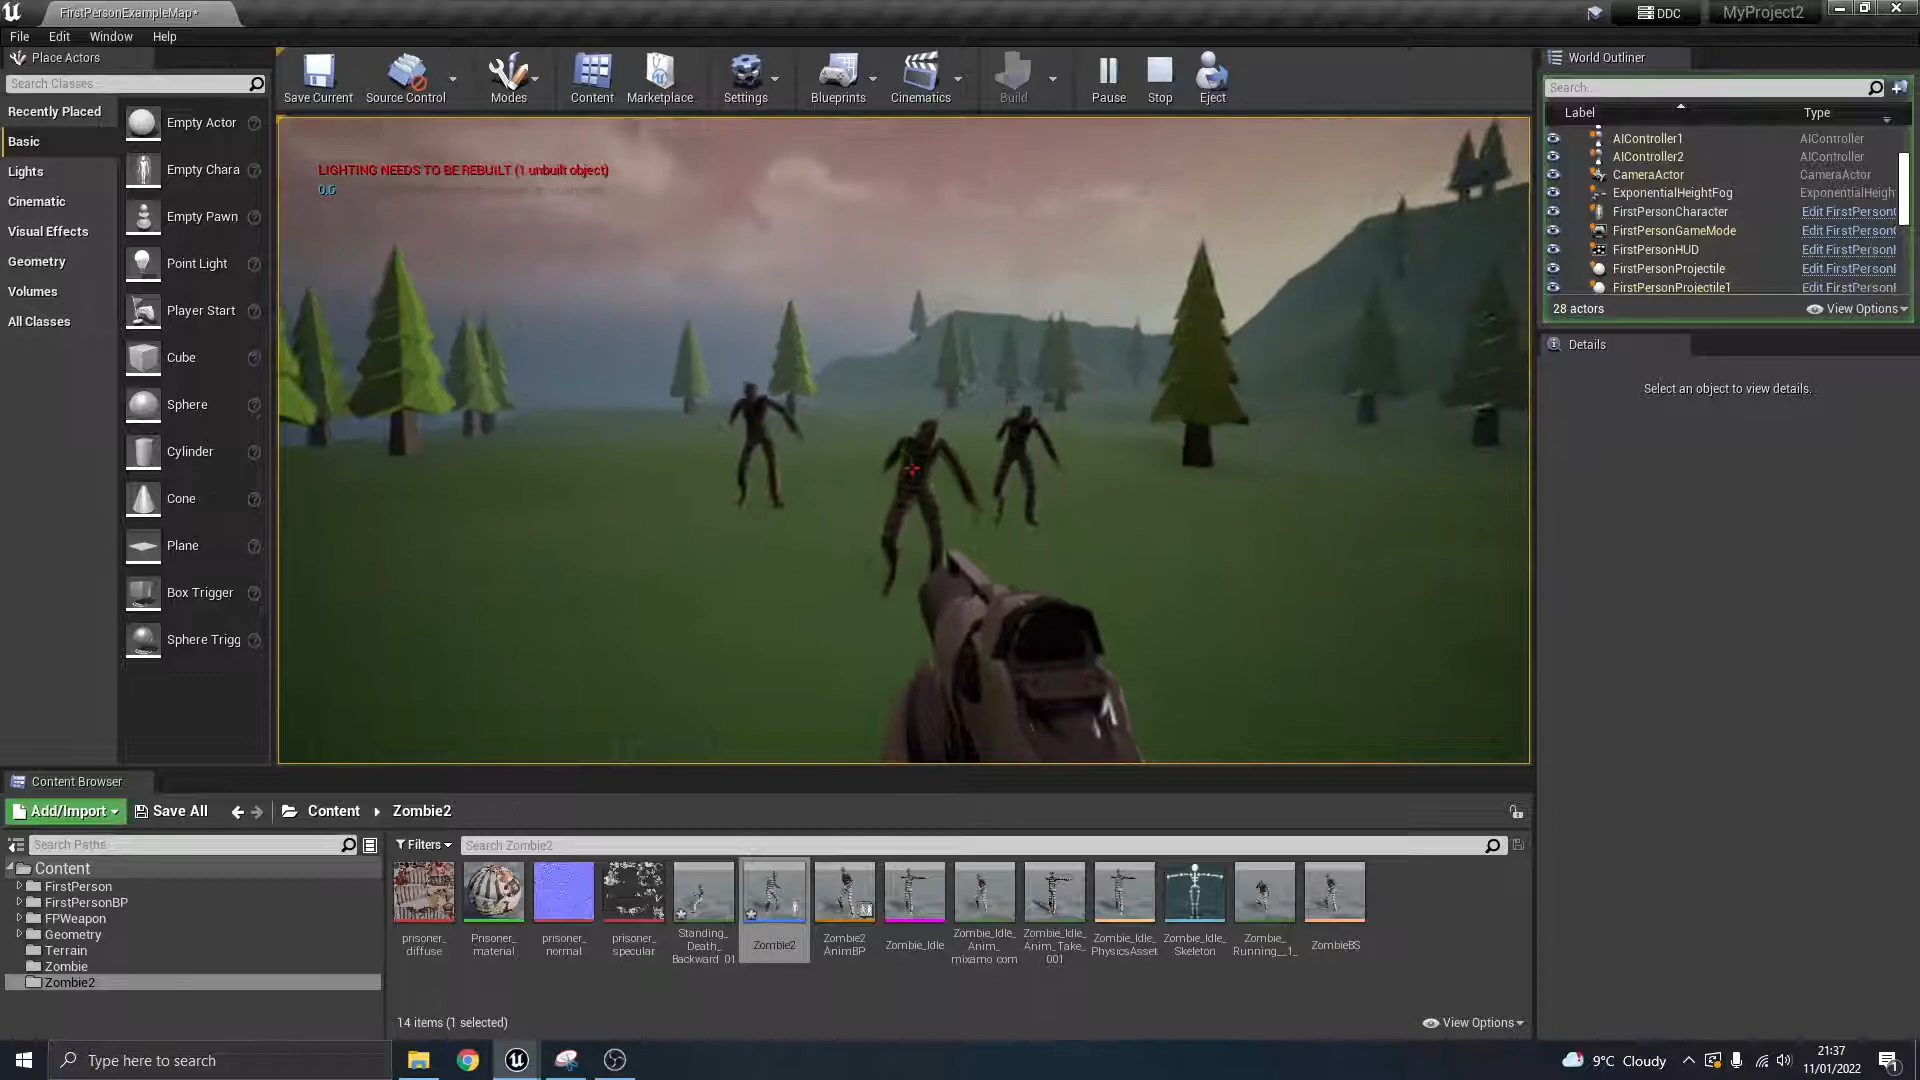 FirstPersonExampleMap*
DDC
MyProject2
File
Edit
Window
Help
Place Actors
Search Classes
Recently Placed
Basic
Lights
Cinematic
Visual Effects
Geometry
Volumes
All Classes
Empty Actor
Empty Chara
Empty Pawn
Point Light
Player Start
Cube
Sphere
Cylinder
Cone
Plane
Box Trigger
Sphere Trigg
Save Current
Source Control
Modes
Content
Marketplace
Settings
Blueprints
Cinematics
Build
Pause
Stop
Eject
LIGHTING NEEDS TO BE REBUILT (1 unbuilt object)
0.6
World Outliner
Search...
Label
Type
AIController1
AIController
AIController2
AIController
CameraActor
CameraActor
ExponentialHeightFog
ExponentialHeigh
FirstPersonCharacter
Edit FirstPerson
FirstPersonGameMode
Edit FirstPerson
FirstPersonHUD
Edit FirstPerson
FirstPersonProjectile
Edit FirstPerson
FirstPersonProjectile1
Edit FirstPerson
28 actors
View Options
Details
Select an object to view details.
Content Browser
Add/Import
Save All
Content
Zombie2
Search Paths
Filters
Search Zombie2
Content
FirstPerson
FirstPersonBP
FPWeapon
Geometry
Terrain
Zombie
Zombie2
prisoner_
diffuse
Prisoner_
material
prisoner_
normal
prisoner_
specular
Standing_
Death_
Backward_01
Zombie2
Zombie2
AnimBP
Zombie_Idle
Zombie_Idle_
Anim_
mixamo_com
Zombie_Idle_
Anim_Take_
001
Zombie_Idle_
PhysicsAsset
Zombie_Idle_
Skeleton
Zombie_
Running__1_
ZombieBS
14 items (1 selected)
View Options
Type here to search
9°C Cloudy
21:37
11/01/2022
1